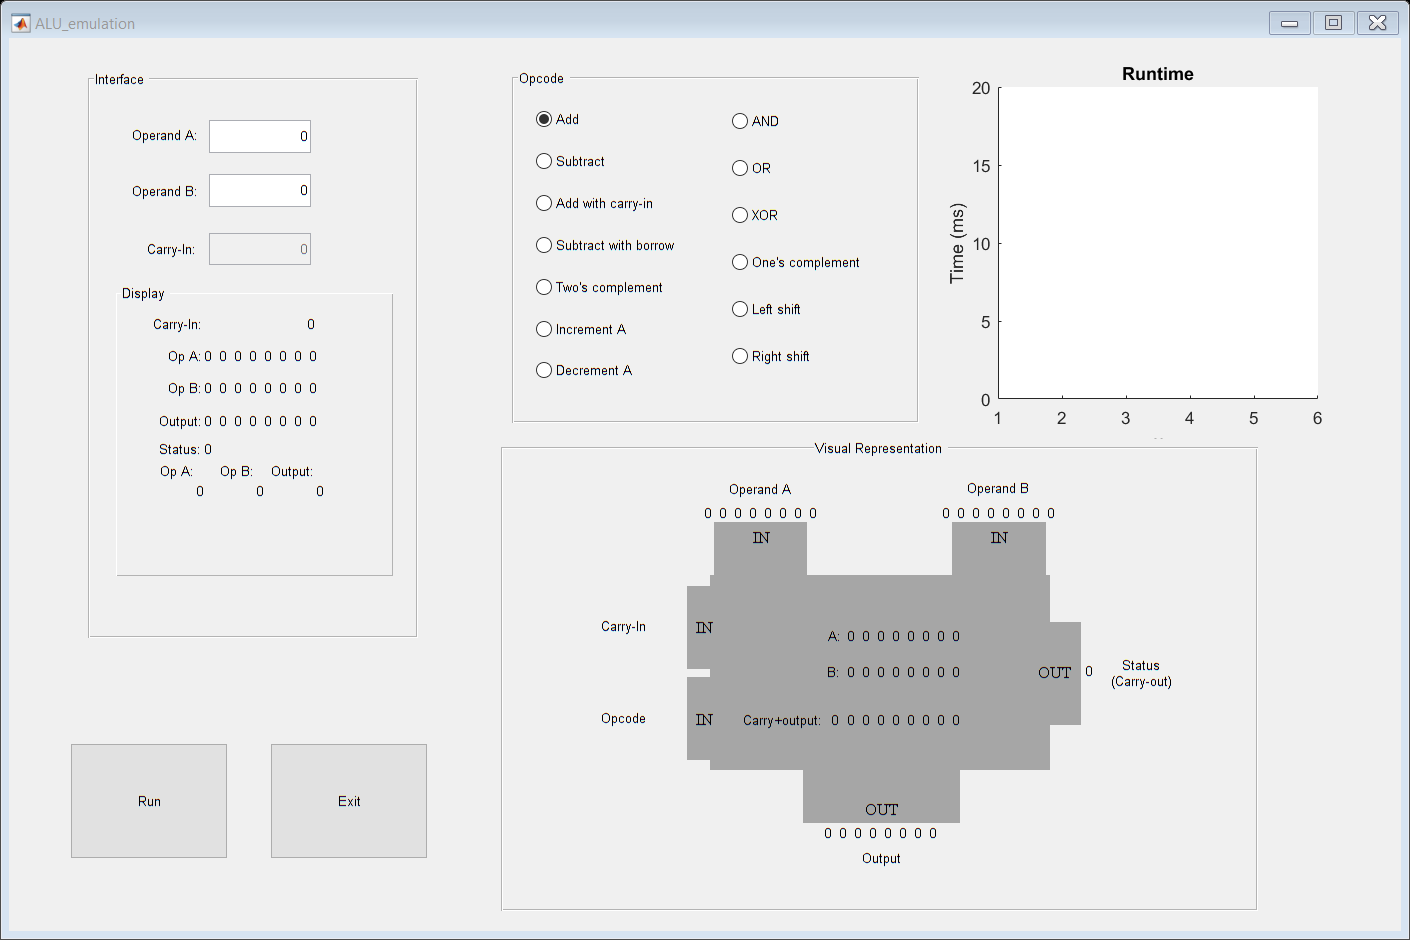 ALU_emulation
Interface
Operand A: 0
Operand B: 0
Carry-In: 0
Display
Carry-In: 0
Op A: 0 0 0 0 0 0 0 0
Op B: 0 0 0 0 0 0 0 0
Output: 0 0 0 0 0 0 0 0
Status: 0
Op A: Op B: Output:
0 0 0
Run Exit
Opcode
Add
Subtract
Add with carry-in
Subtract with borrow
Two's complement
Increment A
Decrement A
AND
OR
XOR
One's complement
Left shift
Right shift
Runtime
Time (ms)
20
15
10
5
0
1 2 3 4 5 6
Visual Representation
Operand A Operand B
0 0 0 0 0 0 0 0 0 0 0 0 0 0 0 0
IN IN
Carry-In IN
A: 0 0 0 0 0 0 0 0
B: 0 0 0 0 0 0 0 0
OUT 0 Status
(Carry-out)
Opcode IN
Carry+output: 0 0 0 0 0 0 0 0 0
OUT
0 0 0 0 0 0 0 0
Output